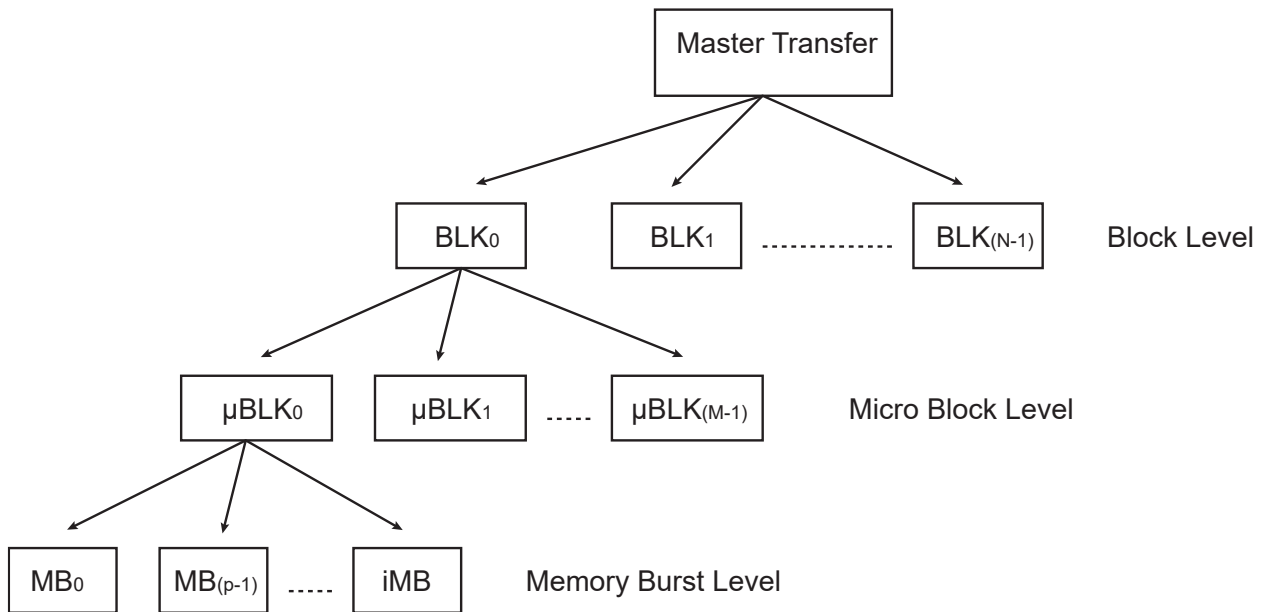 Master Transfer
BLK0 BLK1 BLK(N-1) Block Level
µBLK0 µBLK1 µBLK(M-1) Micro Block Level
MB0 MB(p-1) iMB Memory Burst Level